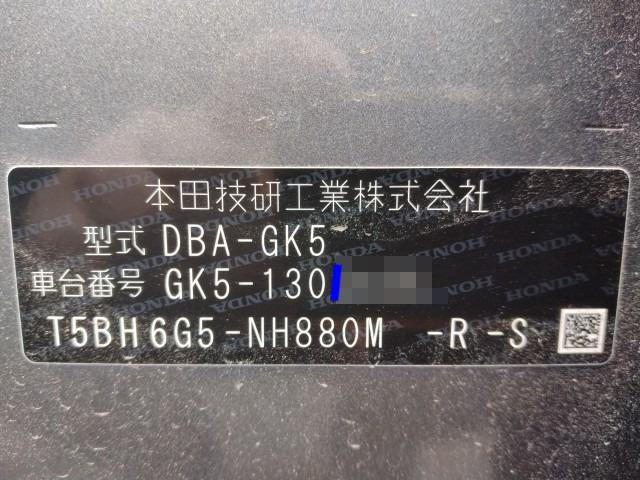 本田技研工業株式会社
型式 DBA-GK5
車台番号 GK5-130
T5BH6G5-NH880M -R -S